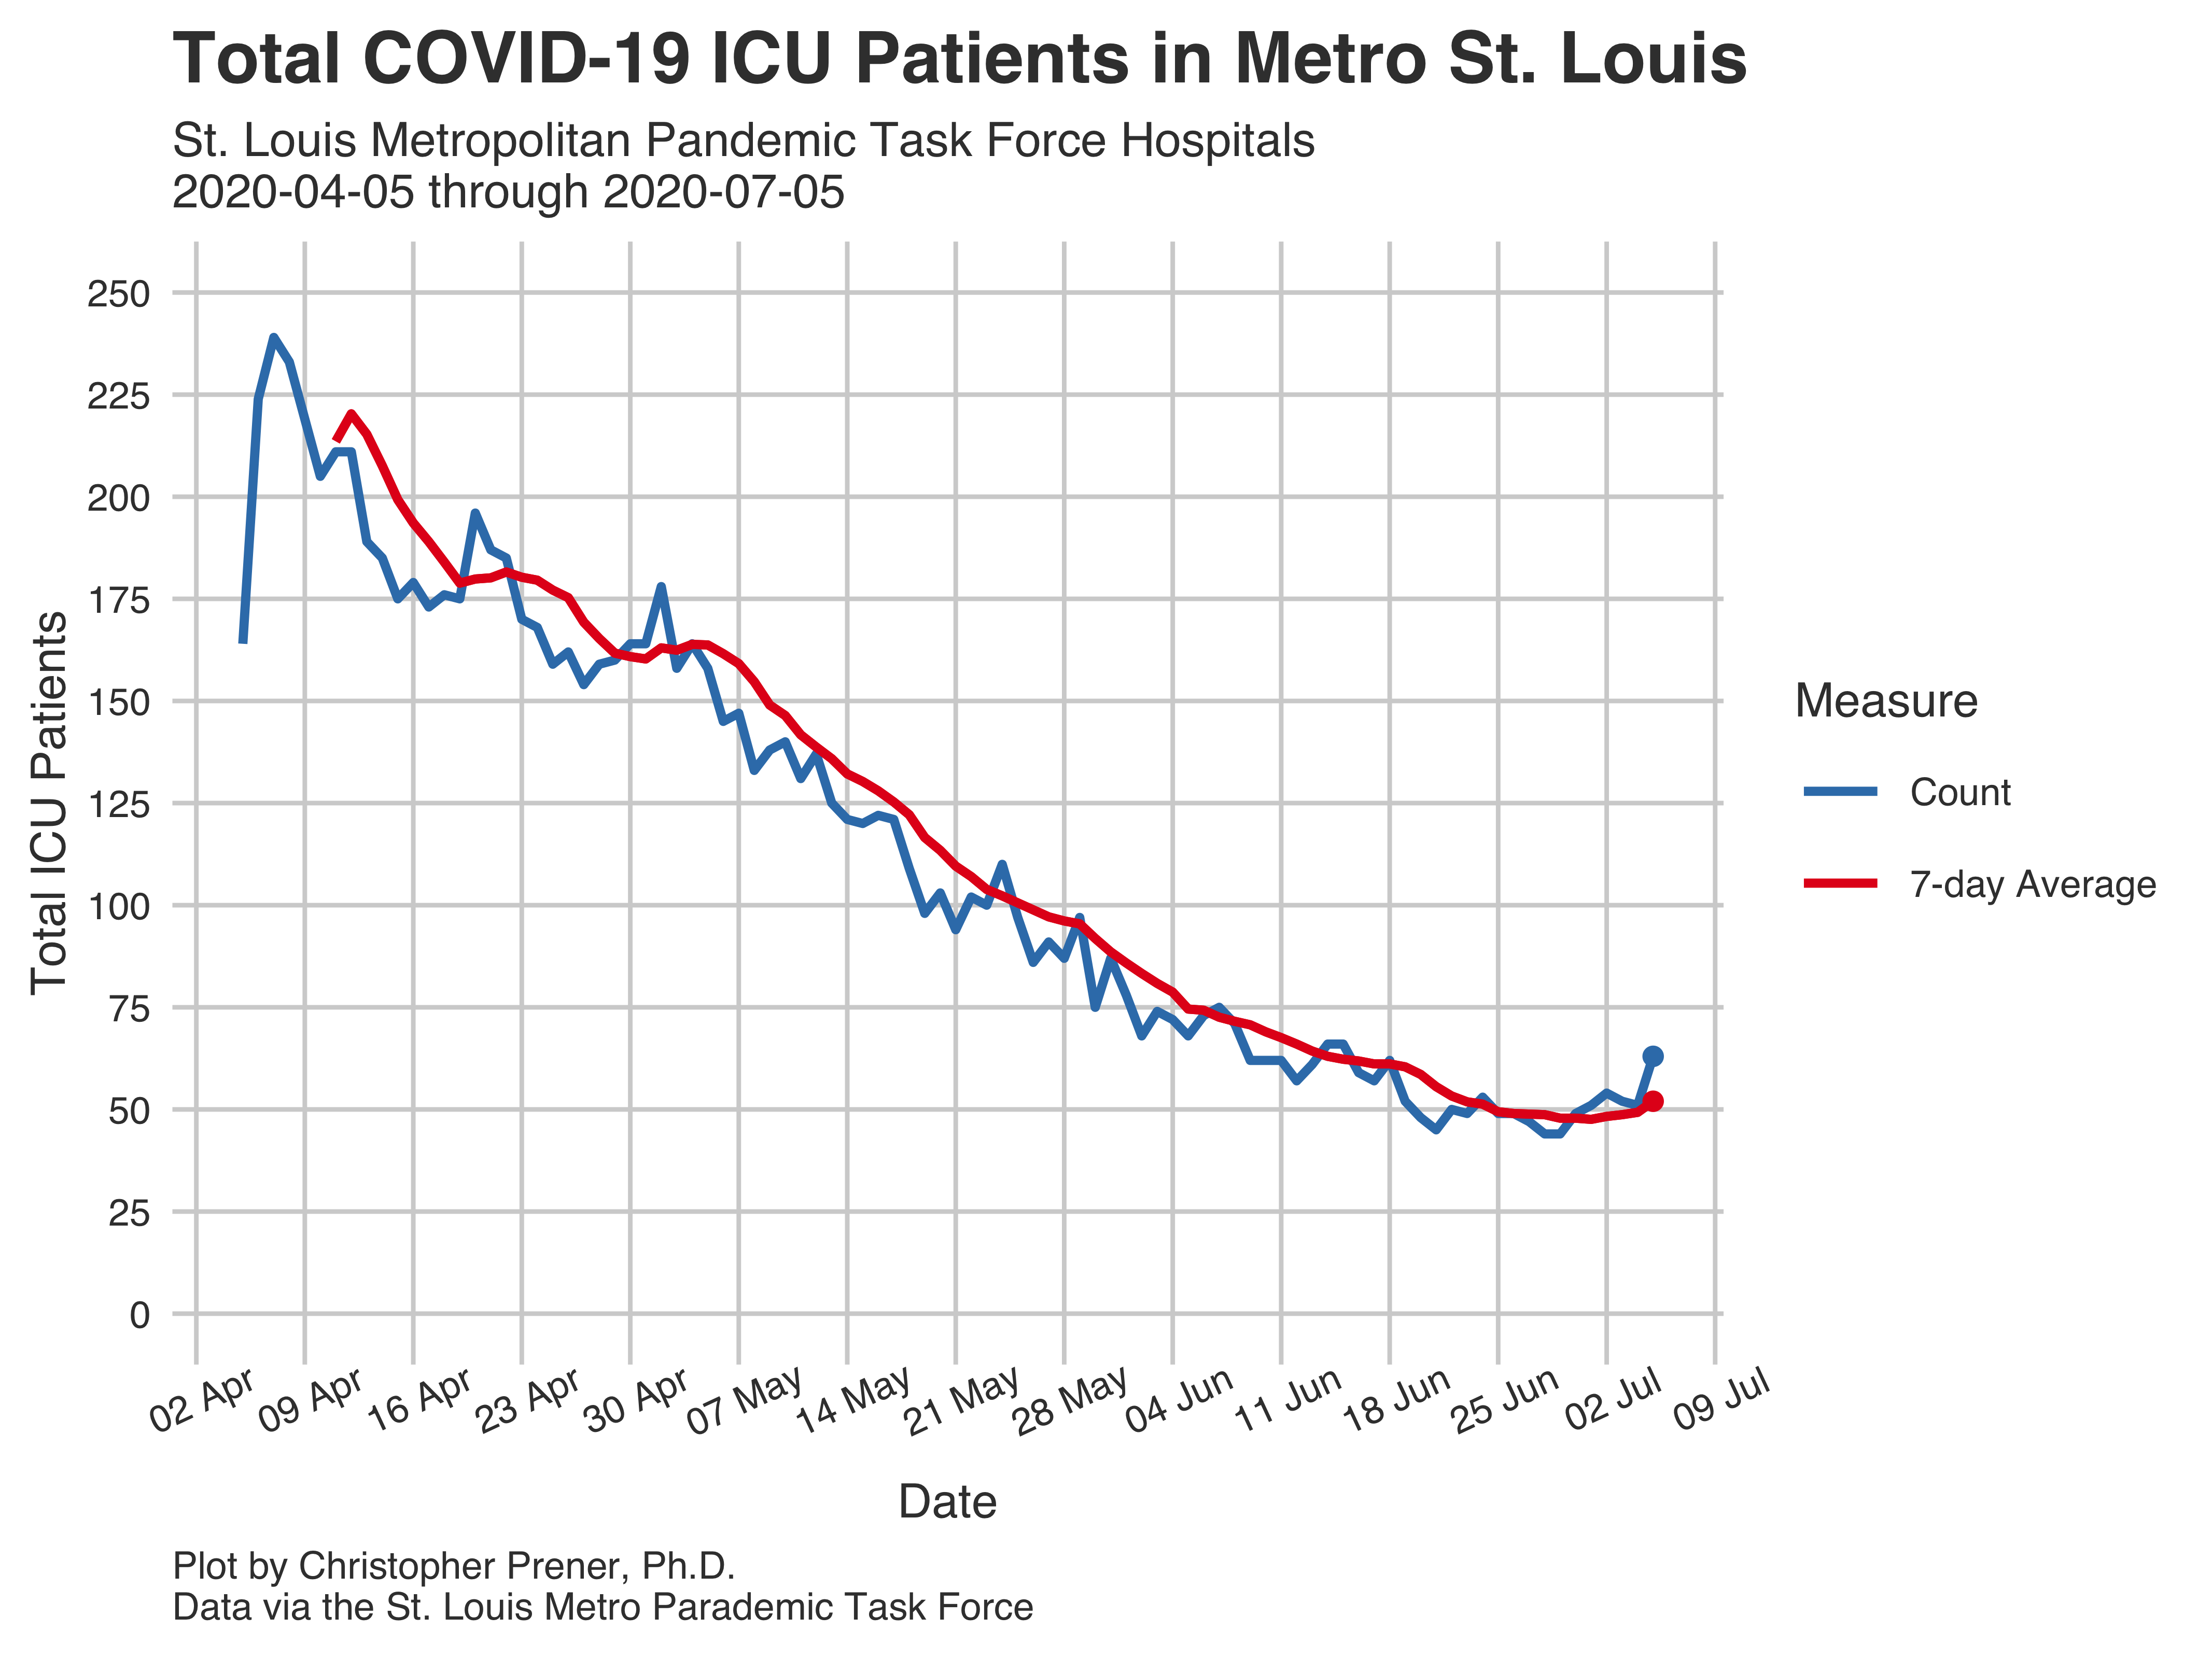 Total COVID-19 ICU Patients in Metro St. Louis
St. Louis Metropolitan Pandemic Task Force Hospitals
2020-04-05 through 2020-07-05
Total ICU Patients
250
225
200
175
150
125
100
75
50
25
0
02 Apr
09 Apr
16 Apr
23 Apr
30 Apr
07 May
14 May
21 May
28 May
04 Jun
11 Jun
18 Jun
25 Jun
02 Jul
09 Jul
Date
Measure
Count
7-day Average
Plot by Christopher Prener, Ph.D.
Data via the St. Louis Metro Parademic Task Force